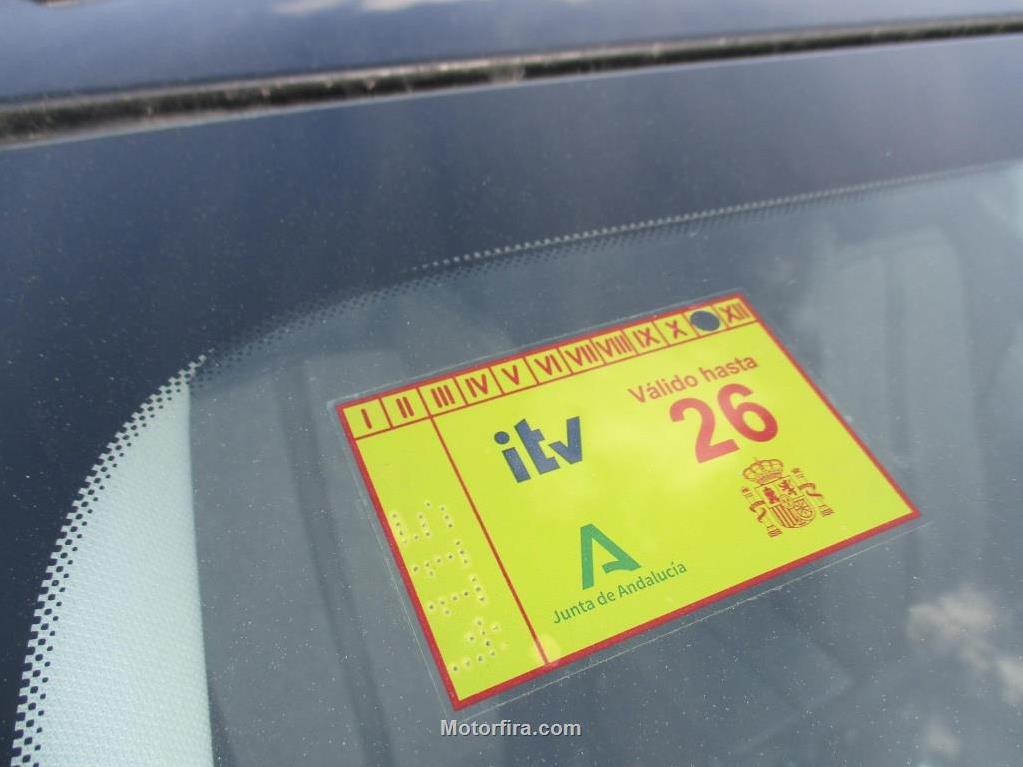 I II III IV V VI VII VIII IX X XII
itv
Válido hasta
26
Junta de Andalucía
Motorfira.com